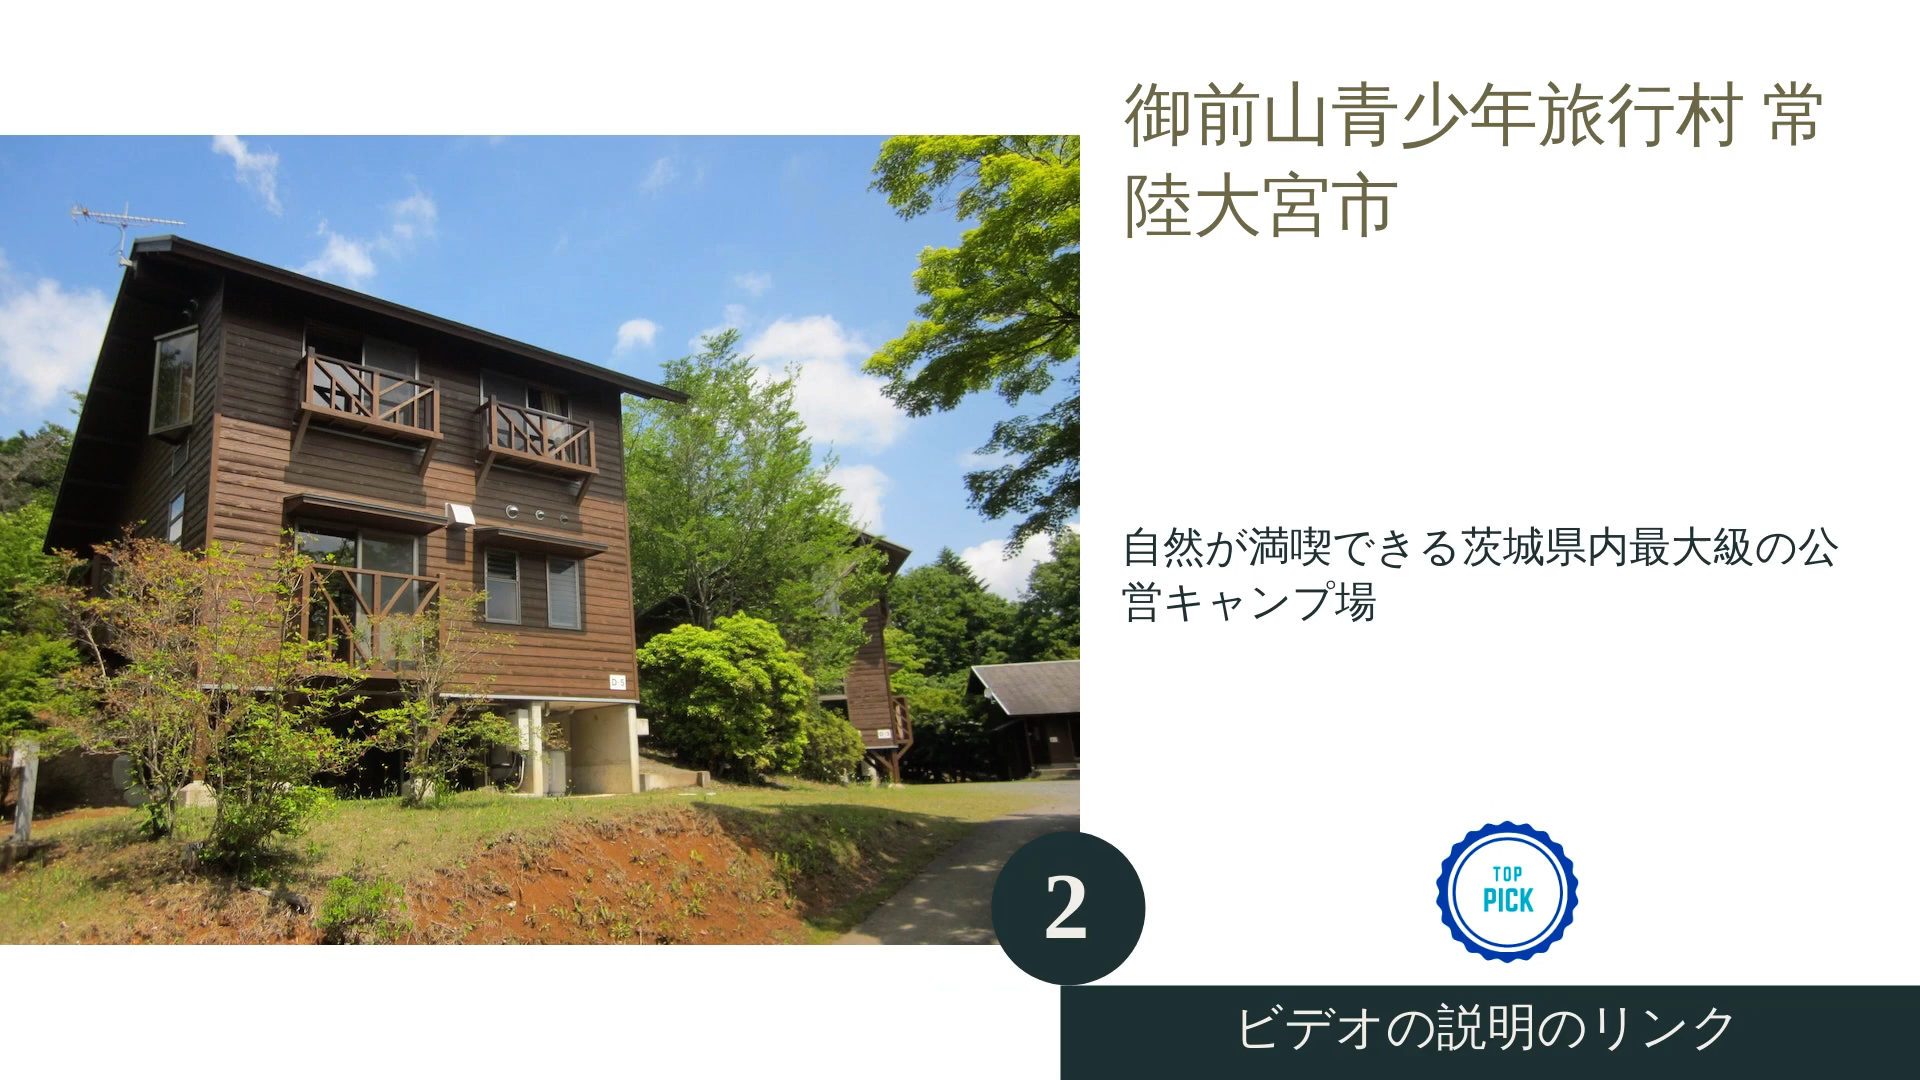 御前山青少年旅行村 常
陸大宮市
自然が満喫できる茨城県内最大級の公
営キャンプ場
D-5
2
TOP
PICK
ビデオの説明のリンク